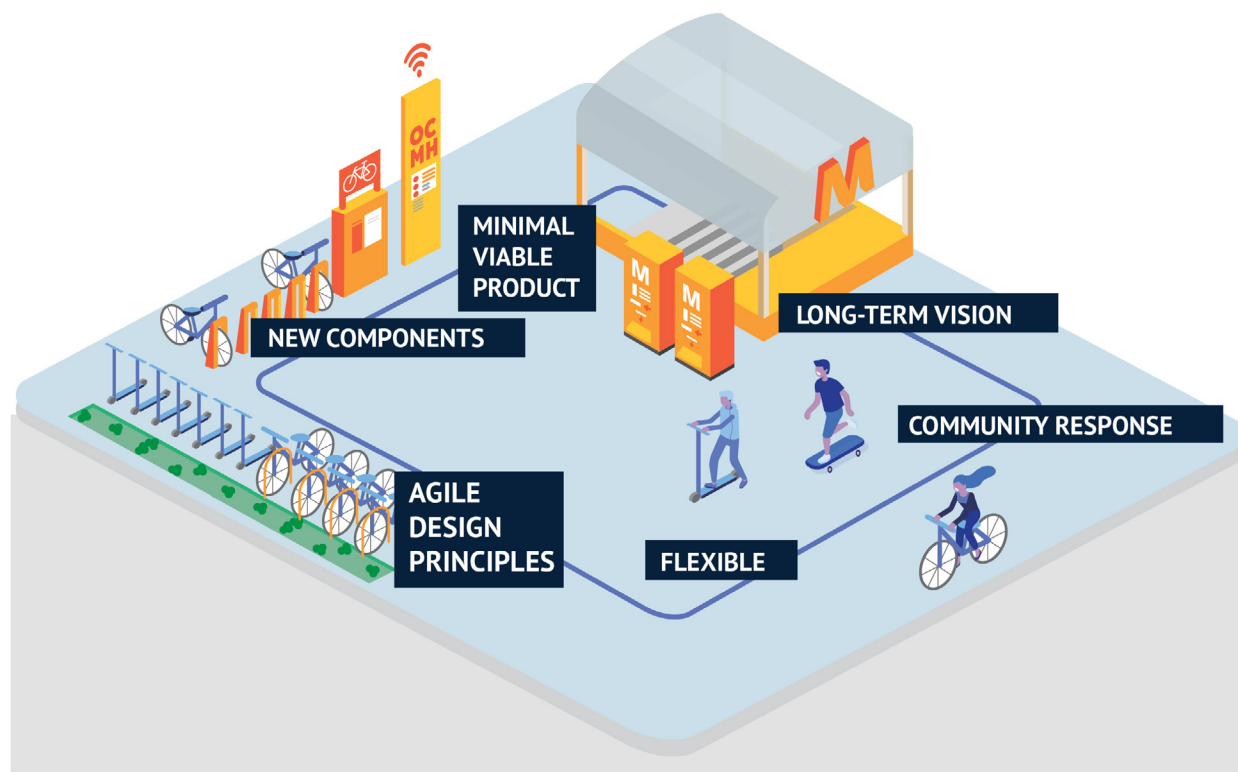 OC
MH
M
M
M
MINIMAL
VIABLE
PRODUCT
NEW COMPONENTS
LONG-TERM VISION
COMMUNITY RESPONSE
AGILE
DESIGN
PRINCIPLES
FLEXIBLE